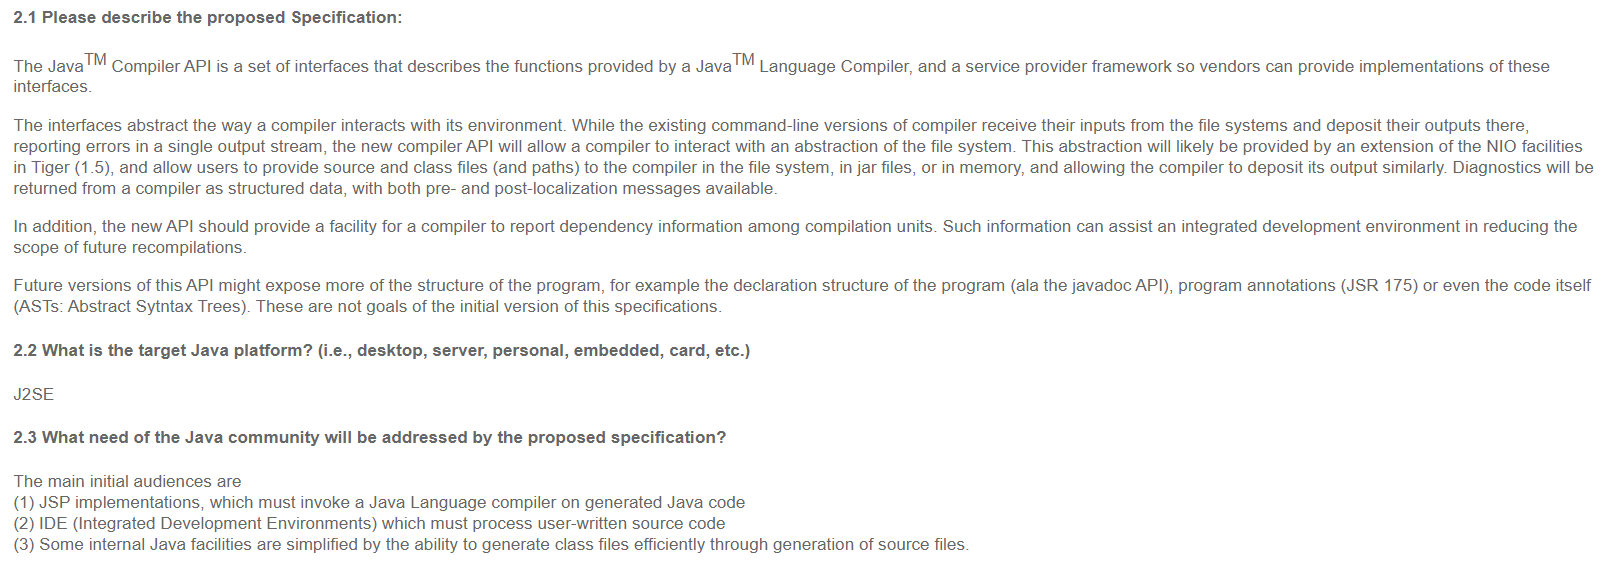 2.1 Please describe the proposed Specification:
The Java™ Compiler API is a set of interfaces that describes the functions provided by a Java™ Language Compiler, and a service provider framework so vendors can provide implementations of these
interfaces.
The interfaces abstract the way a compiler interacts with its environment. While the existing command-line versions of compiler receive their inputs from the file systems and deposit their outputs there,
reporting errors in a single output stream, the new compiler API will allow a compiler to interact with an abstraction of the file system. This abstraction will likely be provided by an extension of the NIO facilities
in Tiger (1.5), and allow users to provide source and class files (and paths) to the compiler in the file system, in jar files, or in memory, and allowing the compiler to deposit its output similarly. Diagnostics will be
returned from a compiler as structured data, with both pre- and post-localization messages available.
In addition, the new API should provide a facility for a compiler to report dependency information among compilation units. Such information can assist an integrated development environment in reducing the
scope of future recompilations.
Future versions of this API might expose more of the structure of the program, for example the declaration structure of the program (ala the javadoc API), program annotations (JSR 175) or even the code itself
(ASTs: Abstract Sytntax Trees). These are not goals of the initial version of this specifications.
2.2 What is the target Java platform? (i.e., desktop, server, personal, embedded, card, etc.)
J2SE
2.3 What need of the Java community will be addressed by the proposed specification?
The main initial audiences are
(1) JSP implementations, which must invoke a Java Language compiler on generated Java code
(2) IDE (Integrated Development Environments) which must process user-written source code
(3) Some internal Java facilities are simplified by the ability to generate class files efficiently through generation of source files.